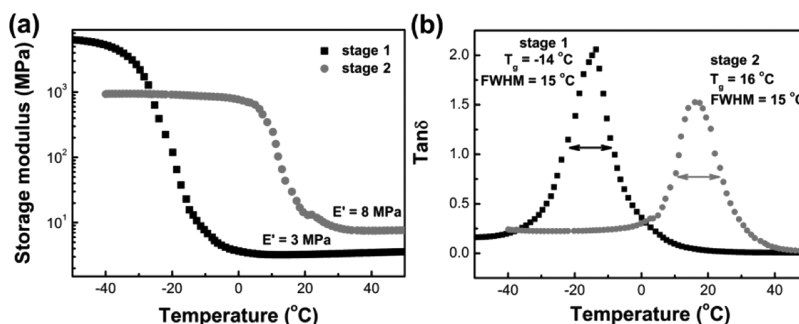 (a)
Storage modulus (MPa)
10³
10²
10¹
stage 1
stage 2
E' = 8 MPa
E' = 3 MPa
-40 -20 0 20 40
Temperature (°C)
(b)
Tanδ
2.0
1.5
1.0
0.5
0.0
stage 1
Tg = -14 °C
FWHM = 15 °C
stage 2
Tg = 16 °C
FWHM = 15 °C
-40 -20 0 20 40
Temperature (°C)